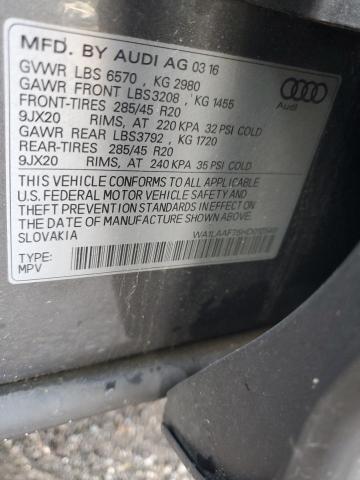 MFD. BY AUDI AG 03 16
GVWR LBS 6570 , KG 2980
GAWR FRONT LBS3208 , KG 1455
FRONT-TIRES 285/45 R20
9JX20 RIMS, AT 220 KPA 32 PSI COLD
GAWR REAR LBS3792 , KG 1720
REAR-TIRES 285/45 R20
9JX20 RIMS, AT 240 KPA 35 PSI COLD
Audi
THIS VEHICLE CONFORMS TO ALL APPLICABLE
U.S. FEDERAL MOTOR VEHICLE SAFETY AND
THEFT PREVENTION STANDARDS IN EFFECT ON
THE DATE OF MANUFACTURE SHOWN ABOVE.
SLOVAKIA
TYPE:
MPV